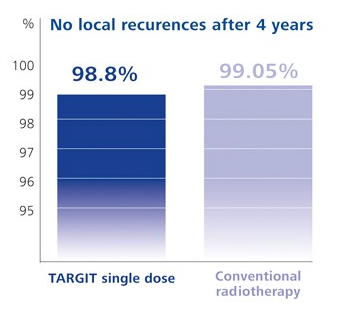 % No local recurences after 4 years
98.8%
99.05%
100
99
98
97
96
95
TARGIT single dose
Conventional
radiotherapy